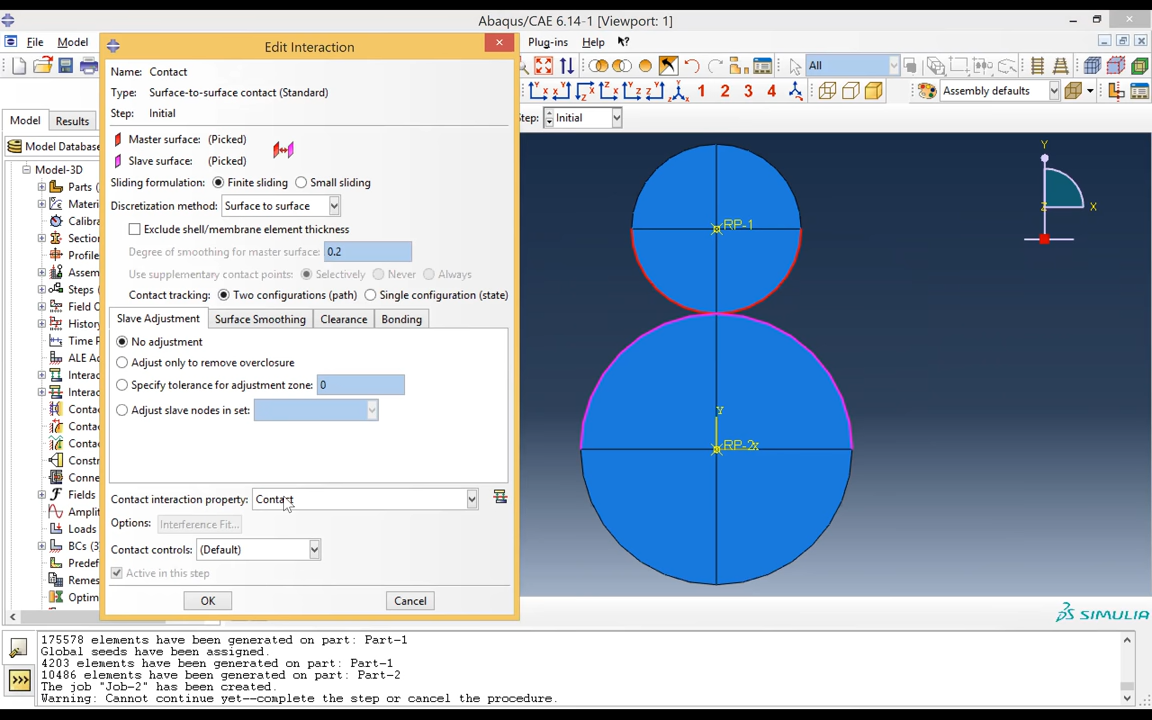 Abaqus/CAE 6.14-1 [Viewport: 1]
File Model Plug-ins Help
Edit Interaction
All
1 2 3 4 Assembly defaults
Model Results
Step: Initial
Model Database
Model-3D
Parts (
Materi
Calibra
Section
Profile
Assem
Steps (
Field O
History
Time P
ALE Ac
Interac
Interac
Contac
Contac
Contac
Constr
Conne
Fields
Amplit
Loads
BCs (3
Predef
Remes
Optim
Name: Contact
Type: Surface-to-surface contact (Standard)
Step: Initial
Master surface: (Picked)
Slave surface: (Picked)
Sliding formulation: Finite sliding Small sliding
Discretization method: Surface to surface
Exclude shell/membrane element thickness
Degree of smoothing for master surface: 0.2
Use supplementary contact points: Selectively Never Always
Contact tracking: Two configurations (path) Single configuration (state)
Slave Adjustment Surface Smoothing Clearance Bonding
No adjustment
Adjust only to remove overclosure
Specify tolerance for adjustment zone: 0
Adjust slave nodes in set:
Contact interaction property: Contact
Options: Interference Fit...
Contact controls: (Default)
Active in this step
OK Cancel
RP-1
Y
RP-2x
Y
Z X
SIMULIA
175578 elements have been generated on part: Part-1
Global seeds have been assigned.
4203 elements have been generated on part: Part-1
10486 elements have been generated on part: Part-2
The job "Job-2" has been created.
Warning: Cannot continue yet--complete the step or cancel the procedure.